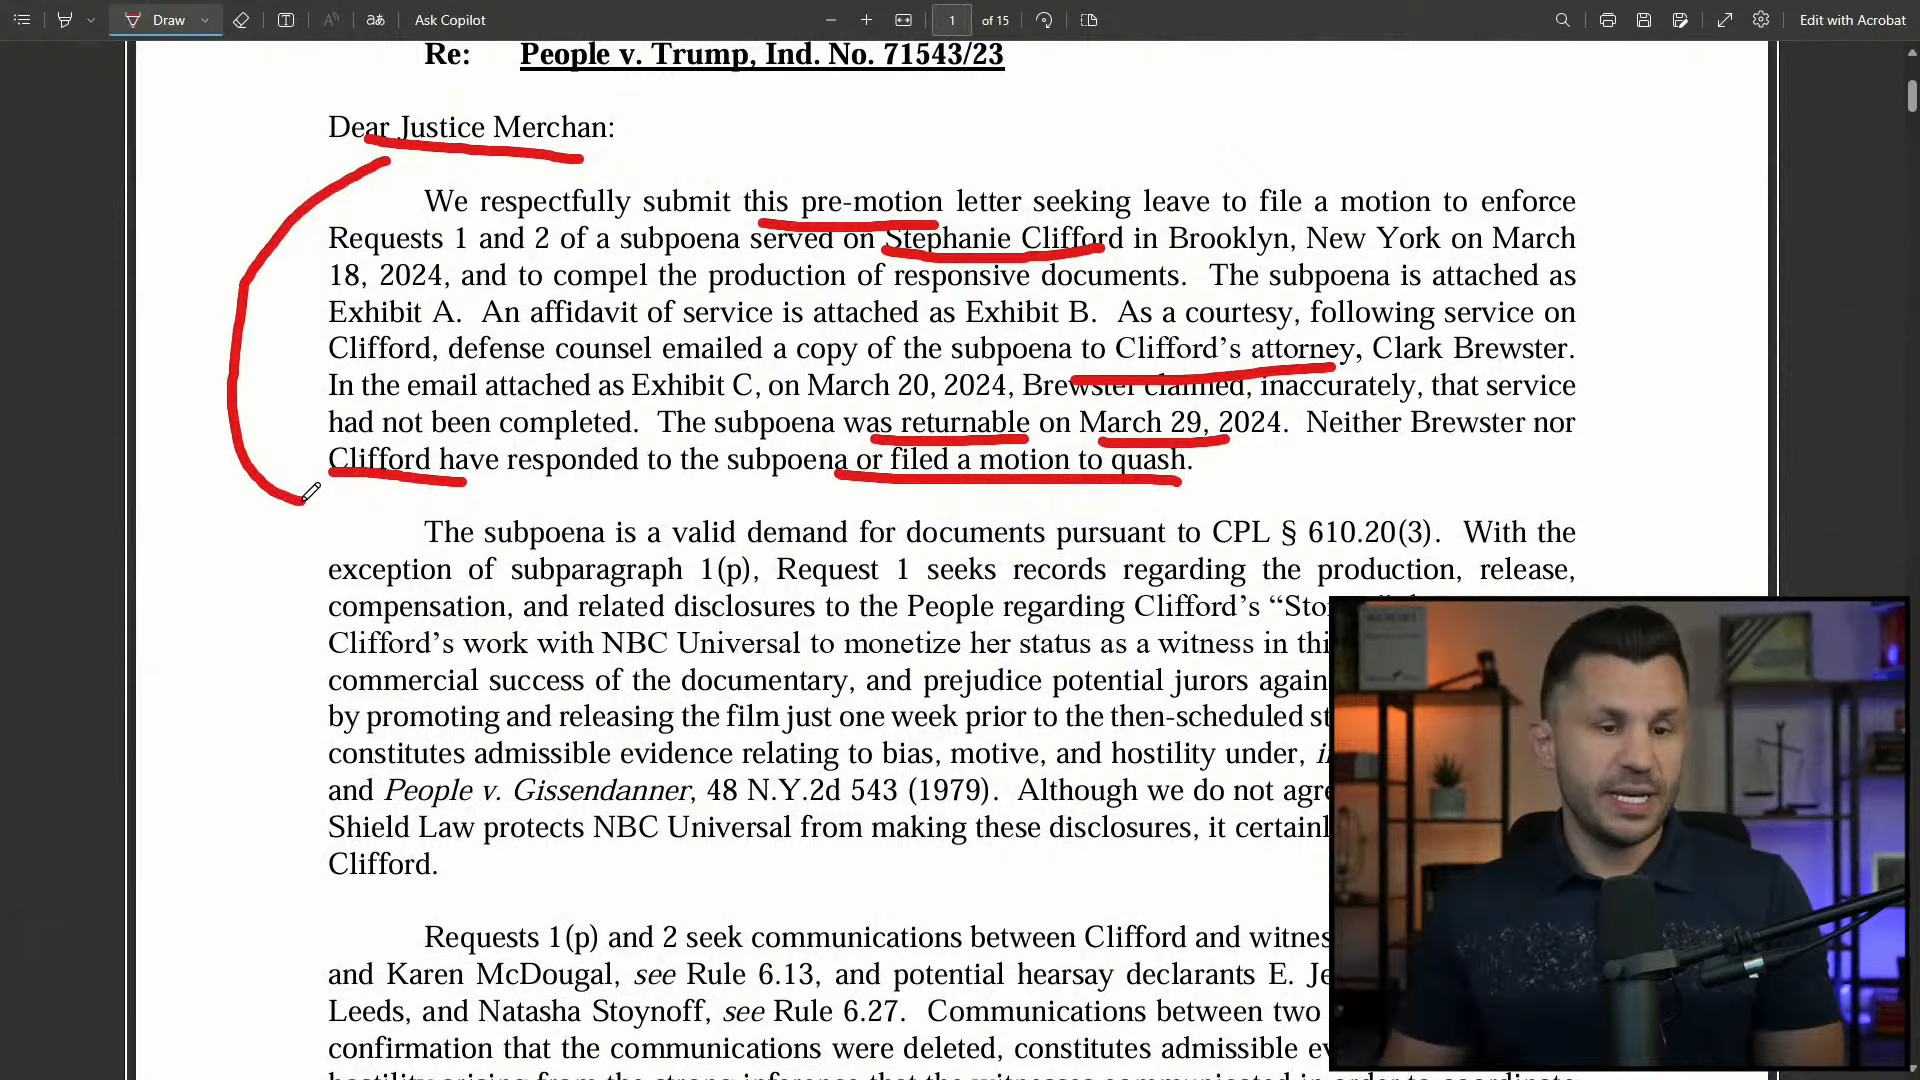 Draw
Ask Copilot
1 of 15
Edit with Acrobat
Re: People v. Trump, Ind. No. 71543/23
Dear Justice Merchan:
We respectfully submit this pre-motion letter seeking leave to file a motion to enforce
Requests 1 and 2 of a subpoena served on Stephanie Clifford in Brooklyn, New York on March
18, 2024, and to compel the production of responsive documents. The subpoena is attached as
Exhibit A. An affidavit of service is attached as Exhibit B. As a courtesy, following service on
Clifford, defense counsel emailed a copy of the subpoena to Clifford’s attorney, Clark Brewster.
In the email attached as Exhibit C, on March 20, 2024, Brewster claimed, inaccurately, that service
had not been completed. The subpoena was returnable on March 29, 2024. Neither Brewster nor
Clifford have responded to the subpoena or filed a motion to quash.
The subpoena is a valid demand for documents pursuant to CPL § 610.20(3). With the
exception of subparagraph 1(p), Request 1 seeks records regarding the production, release,
compensation, and related disclosures to the People regarding Clifford’s
Clifford’s work with NBC Universal to monetize her status as a witness in
commercial success of the documentary, and prejudice potential jurors
by promoting and releasing the film just one week prior to the then-scheduled
constitutes admissible evidence relating to bias, motive, and hostility under,
and People v. Gissendanner, 48 N.Y.2d 543 (1979). Although we do not
Shield Law protects NBC Universal from making these disclosures, it
Clifford.
Requests 1(p) and 2 seek communications between Clifford and
and Karen McDougal, see Rule 6.13, and potential hearsay declarants E.
Leeds, and Natasha Stoynoff, see Rule 6.27. Communications between two
confirmation that the communications were deleted, constitutes admissible